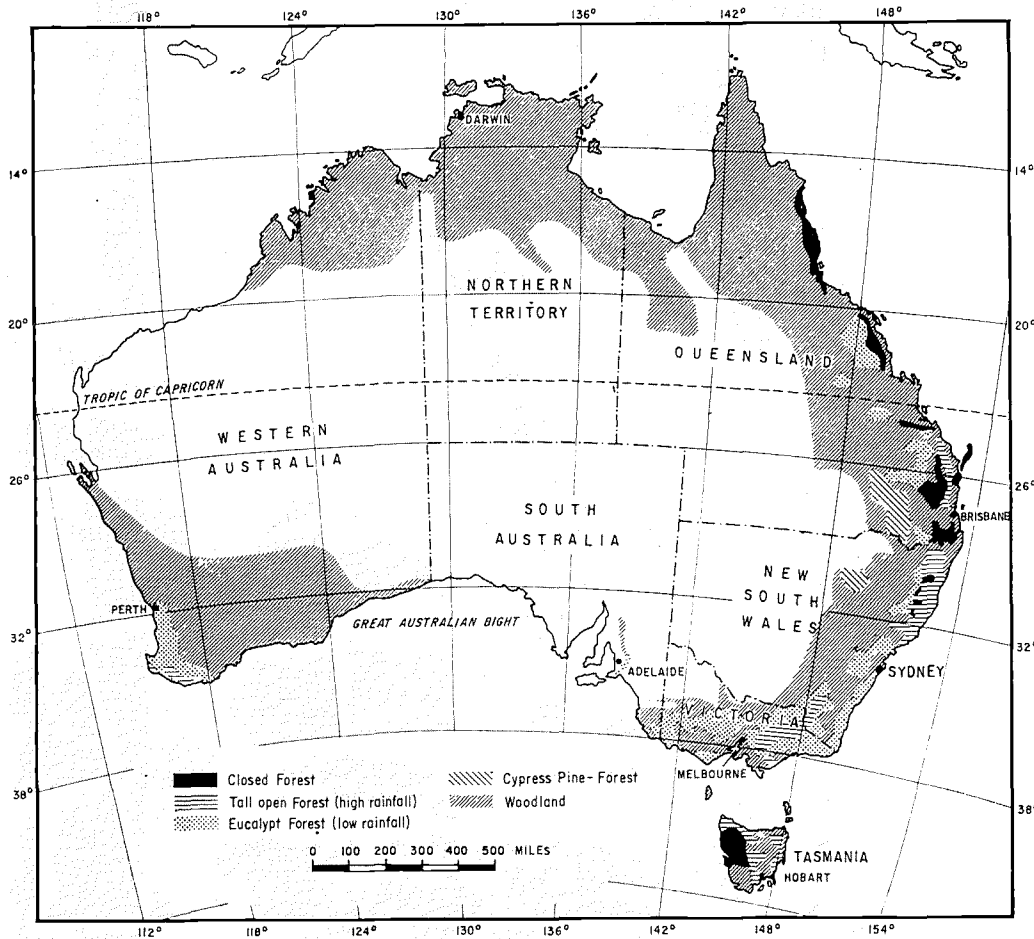 118° 124° 130° 136° 142° 148°
DARWIN
14° 14°
NORTHERN
TERRITORY
20° 20°
QUEENSLAND
TROPIC OF CAPRICORN
WESTERN
AUSTRALIA
26° 26°
SOUTH
AUSTRALIA
BRISBANE
NEW
SOUTH
WALES
PERTH
GREAT AUSTRALIAN BIGHT
32° 32°
ADELAIDE
SYDNEY
VICTORIA
MELBOURNE
Closed Forest
Tall open Forest (high rainfall)
Eucalypt Forest (low rainfall)
Cypress Pine-Forest
Woodland
38° 38°
0 100 200 300 400 500 MILES
TASMANIA
HOBART
112° 118° 124° 130° 136° 142° 148° 154°